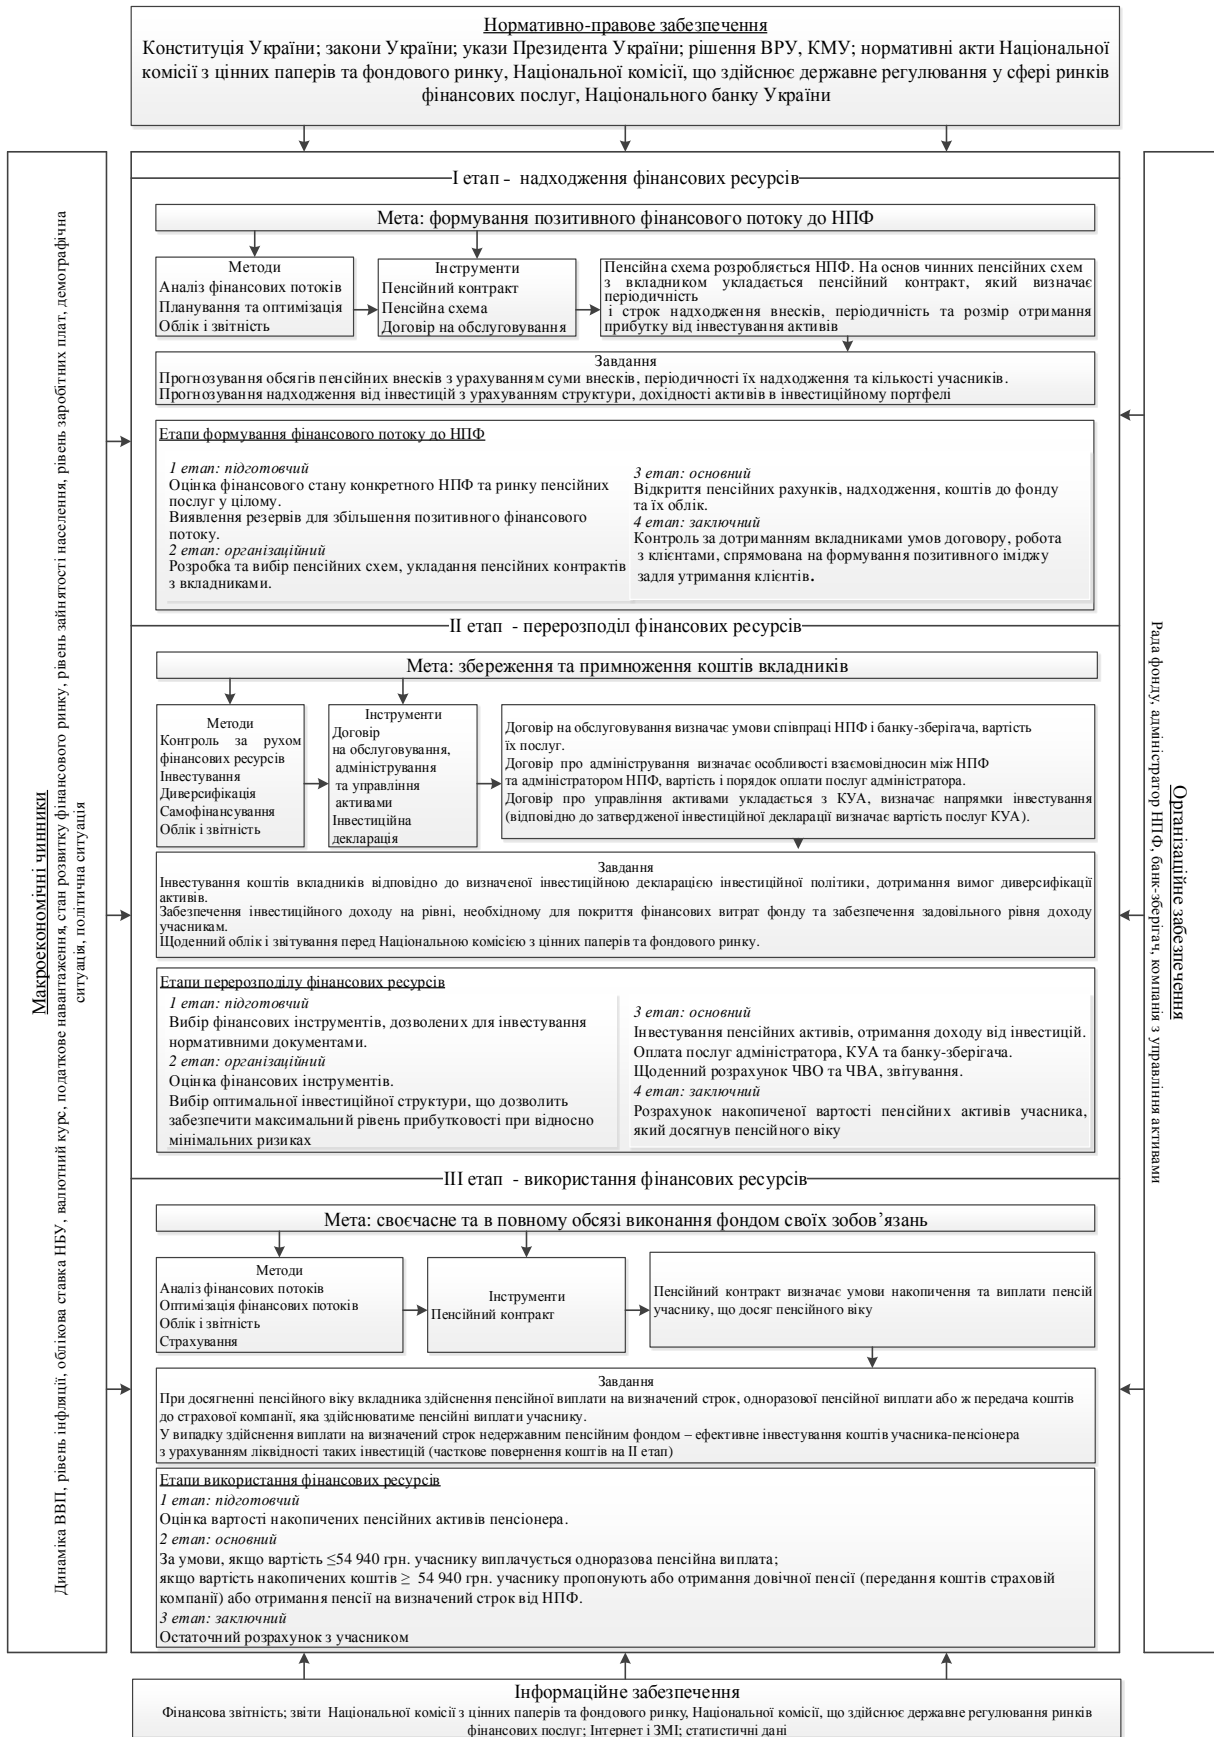 Нормативно-правове забезпечення
Конституція України; закони України; укази Президента України; рішення ВРУ, КМУ; нормативні акти Національної
комісії з цінних паперів та фондового ринку, Національної комісії, що здійснює державне регулювання у сфері ринків
фінансових послуг, Національного банку України
Макроекономічні чинники
Динаміка ВВП, рівень інфляції, облікова ставка НБУ, валютний курс, податкове навантаження, стан розвитку фінансового ринку, рівень зайнятості населення, рівень заробітних плат, демографічна
ситуація, політична ситуація
І етап - надходження фінансових ресурсів
Мета: формування позитивного фінансового потоку до НПФ
Методи
Аналіз фінансових потоків
Планування та оптимізація
Облік і звітність
Інструменти
Пенсійний контракт
Пенсійна схема
Договір на обслуговування
Пенсійна схема розробляється НПФ. На основ чинних пенсійних схем
з вкладником укладається пенсійний контракт, який визначає
періодичність
і строк надходження внесків, періодичність та розмір отримання
прибутку від інвестування активів
Завдання
Прогнозування обсягів пенсійних внесків з урахуванням суми внесків, періодичності їх надходження та кількості учасників.
Прогнозування надходження від інвестицій з урахуванням структури, дохідності активів в інвестиційному портфелі
Етапи формування фінансового потоку до НПФ
1 етап: підготовчий
Оцінка фінансового стану конкретного НПФ та ринку пенсійних
послуг у цілому.
Виявлення резервів для збільшення позитивного фінансового
потоку.
2 етап: організаційний
Розробка та вибір пенсійних схем, укладання пенсійних контрактів
з вкладниками.
3 етап: основний
Відкриття пенсійних рахунків, надходження, коштів до фонду
та їх облік.
4 етап: заключний
Контроль за дотриманням вкладниками умов договору, робота
з клієнтами, спрямована на формування позитивного іміджу
задля утримання клієнтів.
ІІ етап - перерозподіл фінансових ресурсів
Мета: збереження та примноження коштів вкладників
Методи
Контроль за рухом
фінансових ресурсів
Інвестування
Диверсифікація
Самофінансування
Облік і звітність
Інструменти
Договір
на обслуговування,
адміністрування
та управління
активами
Інвестиційна
декларація
Договір на обслуговування визначає умови співпраці НПФ і банку-зберігача, вартість
їх послуг.
Договір про адміністрування визначає особливості взаємовідносин між НПФ
та адміністратором НПФ, вартість і порядок оплати послуг адміністратора.
Договір про управління активами укладається з КУА, визначає напрямки інвестування
(відповідно до затвердженої інвестиційної декларації визначає вартість послуг КУА).
Завдання
Інвестування коштів вкладників відповідно до визначеної інвестиційною декларацією інвестиційної політики, дотримання вимог диверсифікації
активів.
Забезпечення інвестиційного доходу на рівні, необхідному для покриття фінансових витрат фонду та забезпечення задовільного рівня доходу
учасникам.
Щоденний облік і звітування перед Національною комісією з цінних паперів та фондового ринку.
Етапи перерозподілу фінансових ресурсів
1 етап: підготовчий
Вибір фінансових інструментів, дозволених для інвестування
нормативними документами.
2 етап: організаційний
Оцінка фінансових інструментів.
Вибір оптимальної інвестиційної структури, що дозволить
забезпечити максимальний рівень прибутковості при відносно
мінімальних ризиках
3 етап: основний
Інвестування пенсійних активів, отримання доходу від інвестицій.
Оплата послуг адміністратора, КУА та банку-зберігача.
Щоденний розрахунок ЧВО та ЧВА, звітування.
4 етап: заключний
Розрахунок накопиченої вартості пенсійних активів учасника,
який досягнув пенсійного віку
ІІІ етап - використання фінансових ресурсів
Мета: своєчасне та в повному обсязі виконання фондом своїх зобов’язань
Методи
Аналіз фінансових потоків
Оптимізація фінансових потоків
Облік і звітність
Страхування
Інструменти
Пенсійний контракт
Пенсійний контракт визначає умови накопичення та виплати пенсій
учаснику, що досяг пенсійного віку
Завдання
При досягненні пенсійного віку вкладника здійснення пенсійної виплати на визначений строк, одноразової пенсійної виплати або ж передача коштів
до страхової компанії, яка здійснюватиме пенсійні виплати учаснику.
У випадку здійснення виплати на визначений строк недержавним пенсійним фондом – ефективне інвестування коштів учасника-пенсіонера
з урахуванням ліквідності таких інвестицій (часткове повернення коштів на ІІ етап)
Етапи використання фінансових ресурсів
1 етап: підготовчий
Оцінка вартості накопичених пенсійних активів пенсіонера.
2 етап: основний
За умови, якщо вартість ≤54 940 грн. учаснику виплачується одноразова пенсійна виплата;
якщо вартість накопичених коштів ≥ 54 940 грн. учаснику пропонують або отримання довічної пенсії (передання коштів страховій
компанії) або отримання пенсії на визначений строк від НПФ.
3 етап: заключний
Остаточний розрахунок з учасником
Організаційне забезпечення
Рада фонду, адміністратор НПФ, банк-зберігач, компанія з управління активами
Інформаційне забезпечення
Фінансова звітність; звіти Національної комісії з цінних паперів та фондового ринку, Національної комісії, що здійснює державне регулювання ринків
фінансових послуг; Інтернет і ЗМІ; статистичні дані